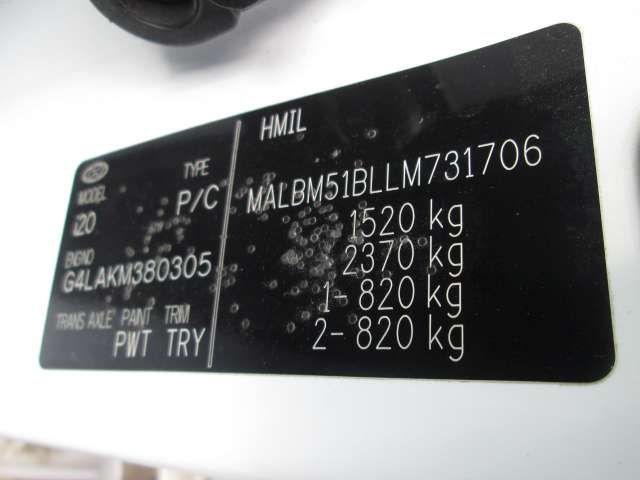 HMIL
MODEL TYPE
i20 P/C
ENGNO
G4LAKM380305
TRANS AXLE PAINT TRIM
PWT TRY
MALBM51BLLM731706
1520 kg
2370 kg
1- 820 kg
2- 820 kg